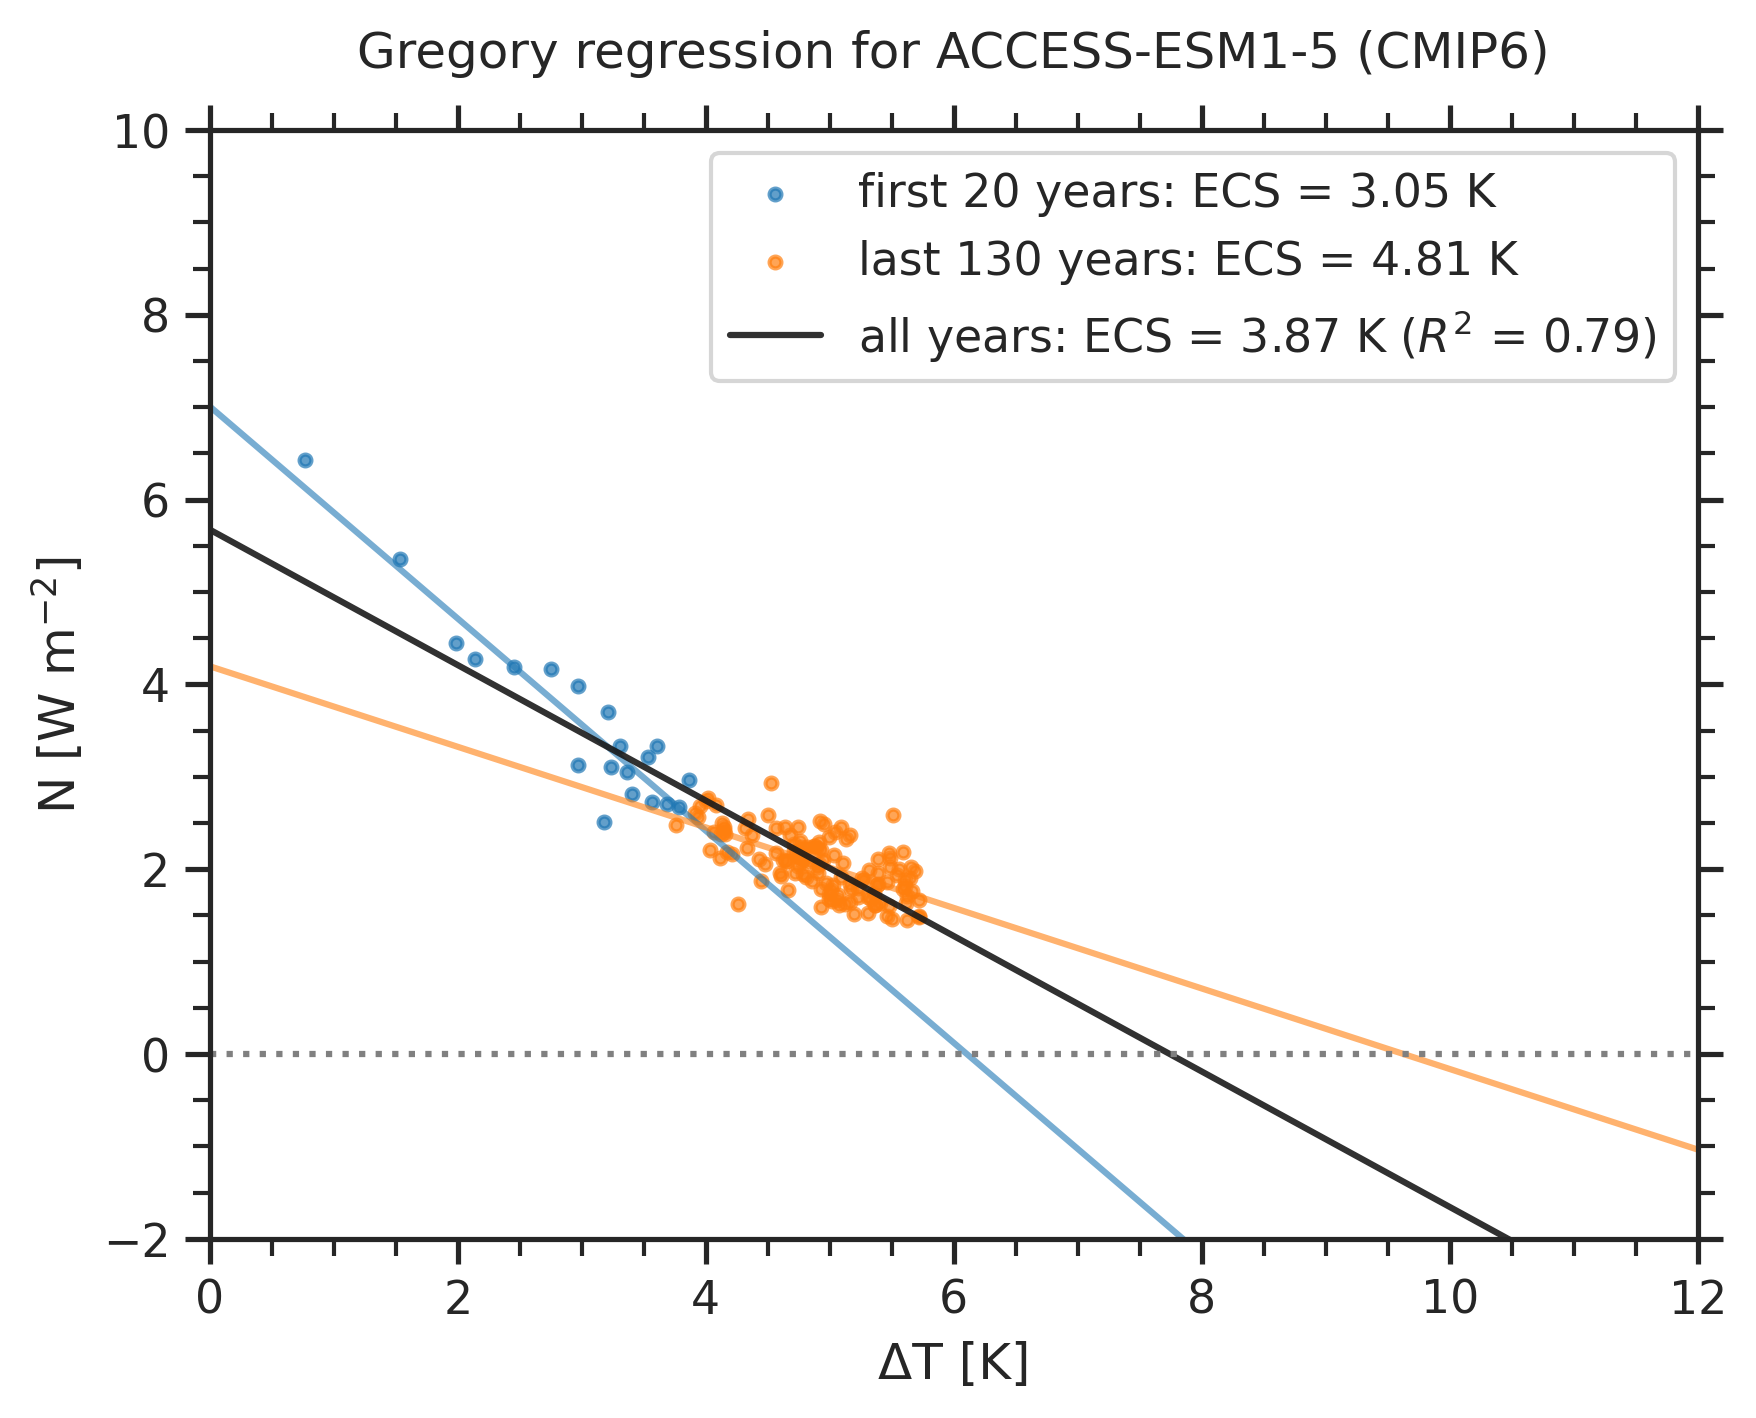 Gregory regression for ACCESS-ESM1-5 (CMIP6)
10
8
6
4
2
0
−2
N [W m⁻²]
first 20 years: ECS = 3.05 K
last 130 years: ECS = 4.81 K
all years: ECS = 3.87 K (R² = 0.79)
0 2 4 6 8 10 12
ΔT [K]